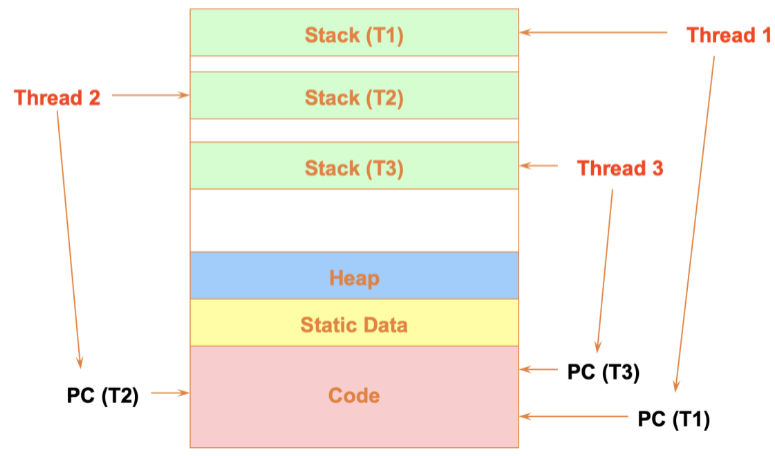 Stack (T1)
Thread 1
Thread 2
Stack (T2)
Stack (T3)
Thread 3
Heap
Static Data
PC (T3)
PC (T2)
Code
PC (T1)